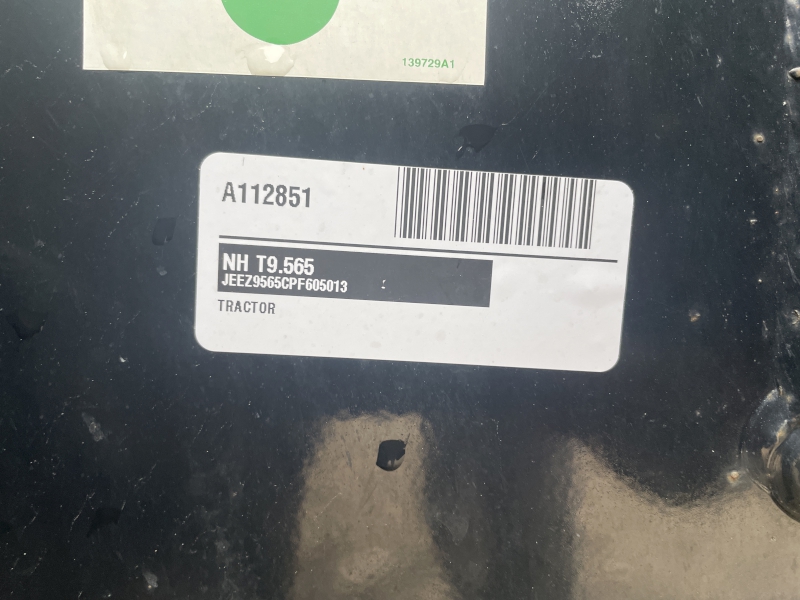 139729A1
A112851
NH T9.565
JEEZ9565CPF605013
TRACTOR